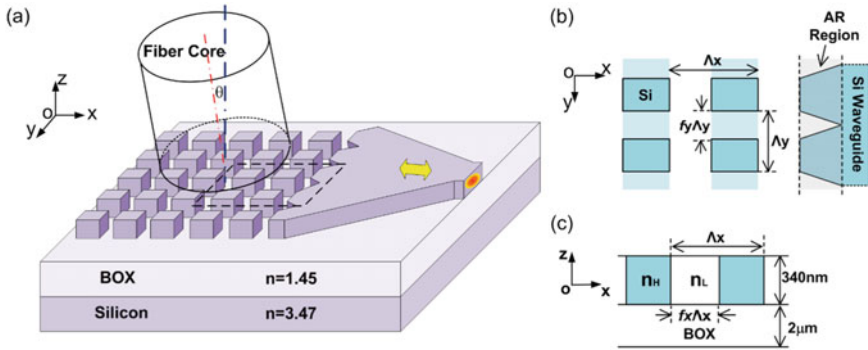 (a)
Fiber Core
θ
z
o
x
y
BOX n=1.45
Silicon n=3.47
(b)
AR
Region
o
x
y
Λx
Si
fyΛy
Λy
Si Waveguide
(c)
z
o
x
Λx
nH
nL
fxΛx
340nm
BOX
2μm